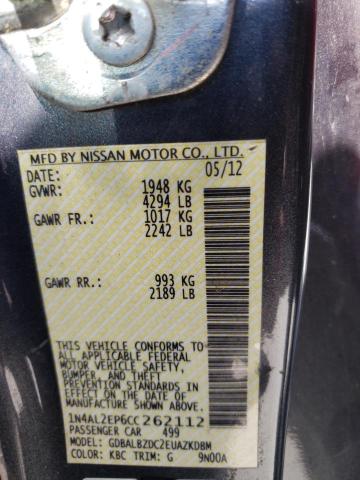 MFD BY NISSAN MOTOR CO., LTD.
DATE: 05/12
GVWR: 1948 KG
4294 LB
GAWR FR: 1017 KG
2242 LB
GAWR RR: 993 KG
2189 LB
THIS VEHICLE CONFORMS TO
ALL APPLICABLE FEDERAL
MOTOR VEHICLE SAFETY,
BUMPER, AND THEFT
PREVENTION STANDARDS
IN EFFECT ON THE DATE OF
MANUFACTURE SHOWN ABOVE.
1N4AL2EP6CC 262112
PASSENGER CAR 499
MODEL: GDBALBZDC2EUAZKDBM
COLOR: KBC TRIM: G 9N00A